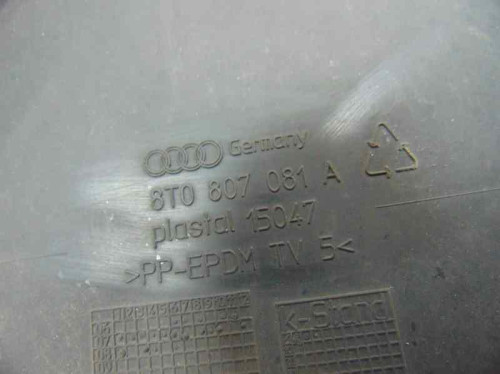 Germany
8T0 807 081 A
plastal 15047
>PP-EPDM TV 5<
k-Stand